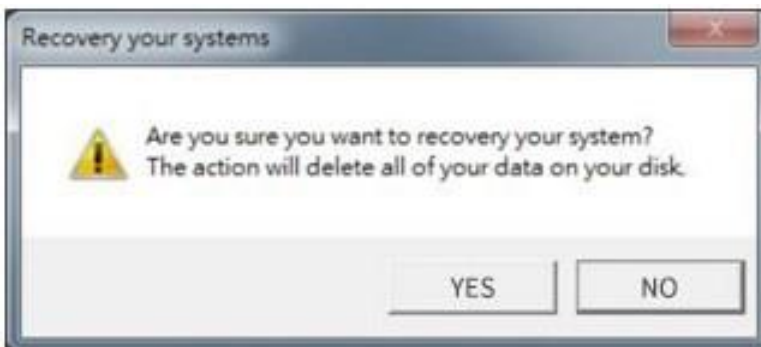 Recovery your systems
Are you sure you want to recovery your system?
The action will delete all of your data on your disk.
YES
NO